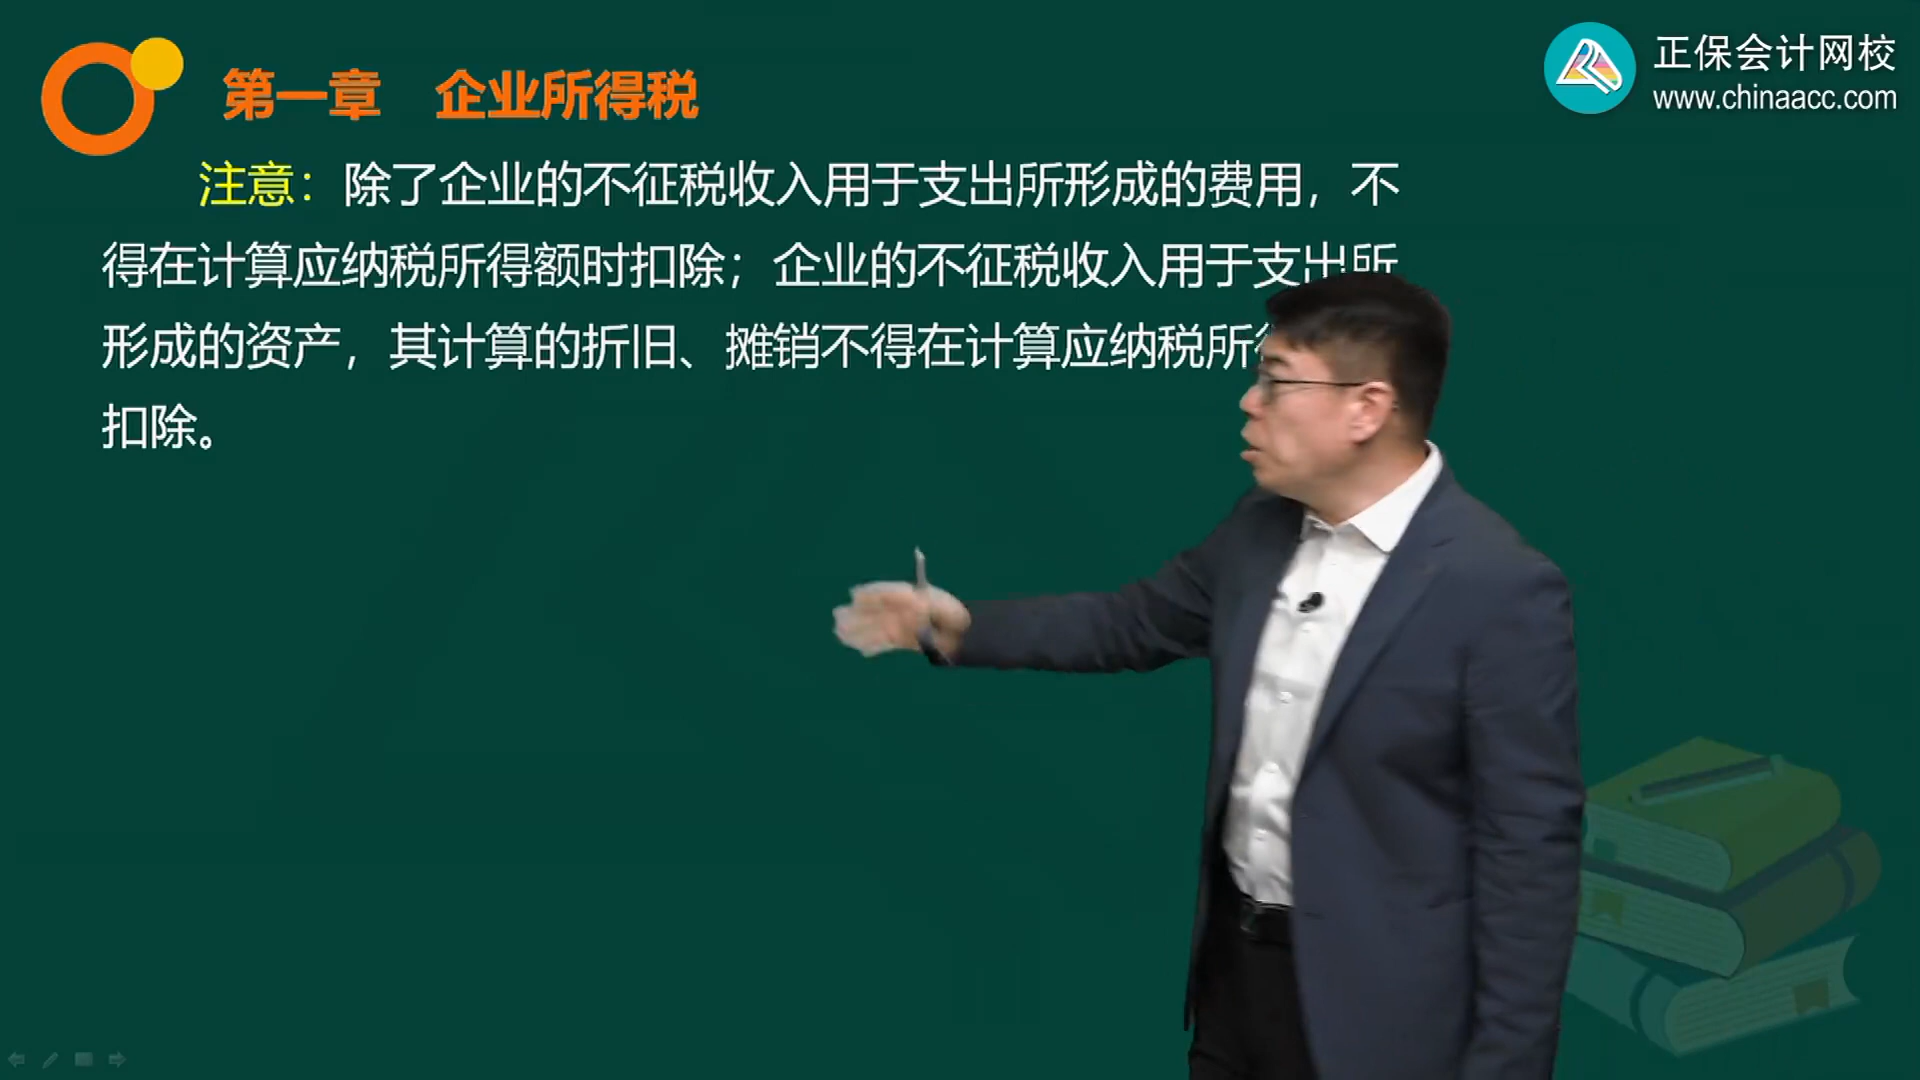 第一章 企业所得税
正保会计网校
www.chinaacc.com
注意：除了企业的不征税收入用于支出所形成的费用，不
得在计算应纳税所得额时扣除；企业的不征税收入用于支出所
形成的资产，其计算的折旧、摊销不得在计算应纳税所
扣除。